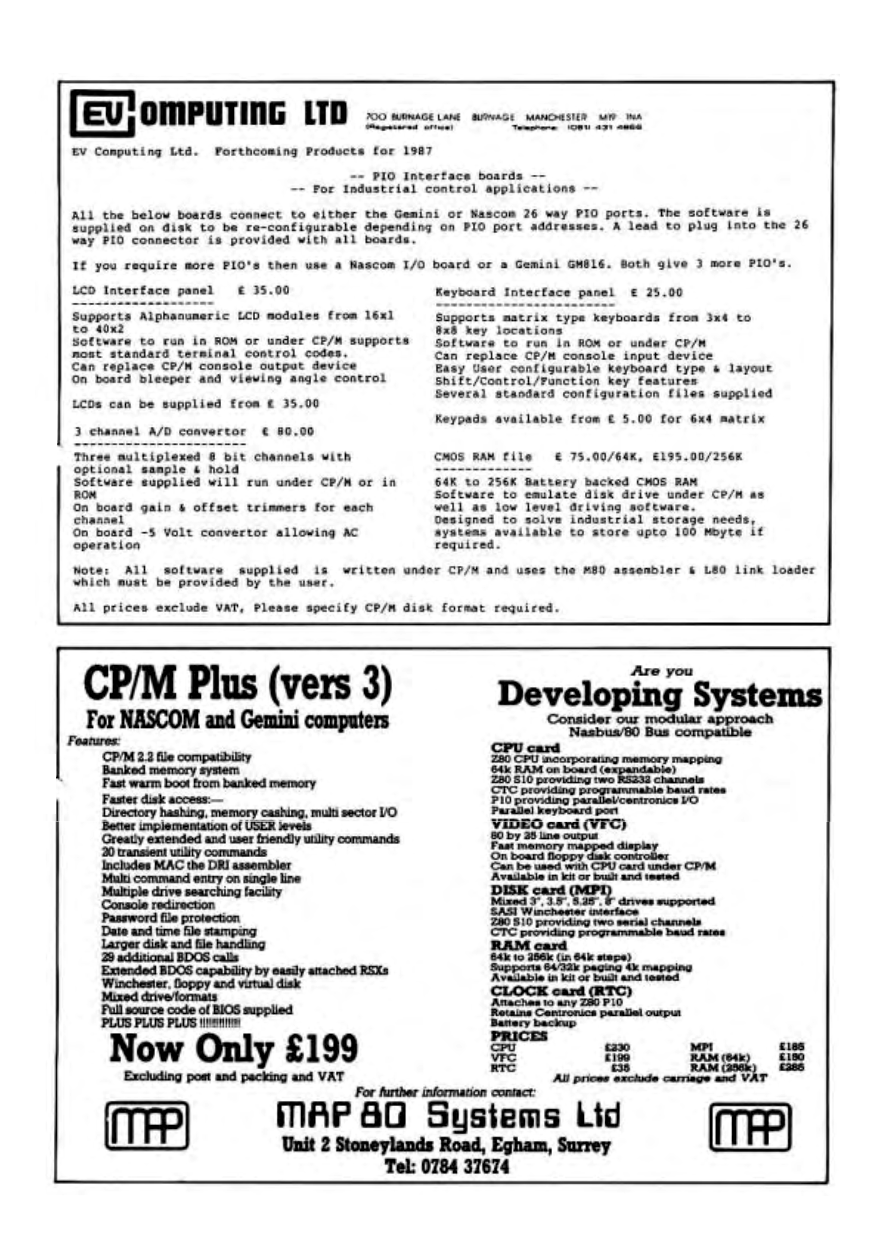 EV COMPUTING LTD 700 BURNAGE LANE BURNAGE MANCHESTER M19 1NA
(Registered office) Telephone (061) 431 4866
EV Computing Ltd. Forthcoming Products for 1987
-- PIO Interface boards --
-- For Industrial control applications --
All the below boards connect to either the Gemini or Nascom 26 way PIO ports. The software is
supplied on disk to be re-configurable depending on PIO port addresses. A lead to plug into the 26
way PIO connector is provided with all boards.
If you require more PIO's then use a Nascom I/O board or a Gemini GM816. Both give 3 more PIO's.
LCD Interface panel £ 35.00
-------------------
Supports Alphanumeric LCD modules from 16x1
to 40x2
Software to run in ROM or under CP/M supports
most standard terminal control codes.
Can replace CP/M console output device
On board bleeper and viewing angle control
LCDs can be supplied from £ 35.00
3 channel A/D convertor £ 80.00
-----------------------
Three multiplexed 8 bit channels with
optional sample & hold
Software supplied will run under CP/M or in
ROM
On board gain & offset trimmers for each
channel
On board -5 Volt convertor allowing AC
operation
Keyboard Interface panel £ 25.00
------------------------
Supports matrix type keyboards from 3x4 to
8x8 key locations
Software to run in ROM or under CP/M
Can replace CP/M console input device
Easy User configurable keyboard type & layout
Shift/Control/Function key features
Several standard configuration files supplied
Keypads available from £ 5.00 for 6x4 matrix
CMOS RAM file £ 75.00/64K, £195.00/256K
-------------
64K to 256K Battery backed CMOS RAM
Software to emulate disk drive under CP/M as
well as low level driving software.
Designed to solve industrial storage needs,
systems available to store upto 100 Mbyte if
required.
Note: All software supplied is written under CP/M and uses the M80 assembler & L80 link loader
which must be provided by the user.
All prices exclude VAT, Please specify CP/M disk format required.
CP/M Plus (vers 3)
For NASCOM and Gemini computers
Features:
CP/M 2.2 file compatibility
Banked memory system
Fast warm boot from banked memory
Faster disk access:—
Directory hashing, memory cashing, multi sector I/O
Better implementation of USER levels
Greatly extended and user friendly utility commands
20 transient utility commands
Includes MAC the DRI assembler
Multi command entry on single line
Multiple drive searching facility
Console redirection
Password file protection
Date and time file stamping
Larger disk and file handling
29 additional BDOS calls
Extended BDOS capability by easily attached RSXs
Winchester, floppy and virtual disk
Mixed drive/formats
Full source code of BIOS supplied
PLUS PLUS PLUS !!!!!!!!!!!!!!
Now Only £199
Excluding post and packing and VAT
Are you
Developing Systems
Consider our modular approach
Nasbus/80 Bus compatible
CPU card
Z80 CPU incorporating memory mapping
64k RAM on board (expandable)
Z80 S10 providing two RS232 channels
CTC providing programmable baud rates
P10 providing parallel/centronics I/O
Parallel keyboard port
VIDEO card (VFC)
80 by 25 line output
Fast memory mapped display
On board floppy disk controller
Can be used with CPU card under CP/M
Available in kit or built and tested
DISK card (MPI)
Mixed 3", 3.5", 5.25", 8" drives supported
SASI Winchester interface
Z80 S10 providing two serial channels
CTC providing programmable baud rates
RAM card
64k to 256k (in 64k steps)
Supports 64/32k paging 4k mapping
Available in kit or built and tested
CLOCK card (RTC)
Attaches to any Z80 P10
Retains Centronics parallel output
Battery backup
PRICES
CPU £230 MPI £185
VFC £199 RAM (64k) £180
RTC £35 RAM (256k) £285
All prices exclude carriage and VAT
For further information contact:
MAP MAP 80 Systems Ltd MAP
Unit 2 Stoneylands Road, Egham, Surrey
Tel: 0784 37674